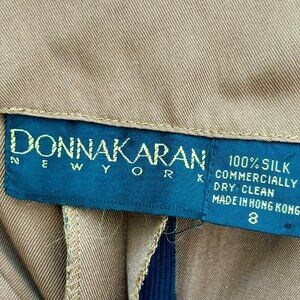 DONNAKARAN
NEW YORK
100% SILK
COMMERCIALLY
DRY-CLEAN
MADE IN HONG KONG
8